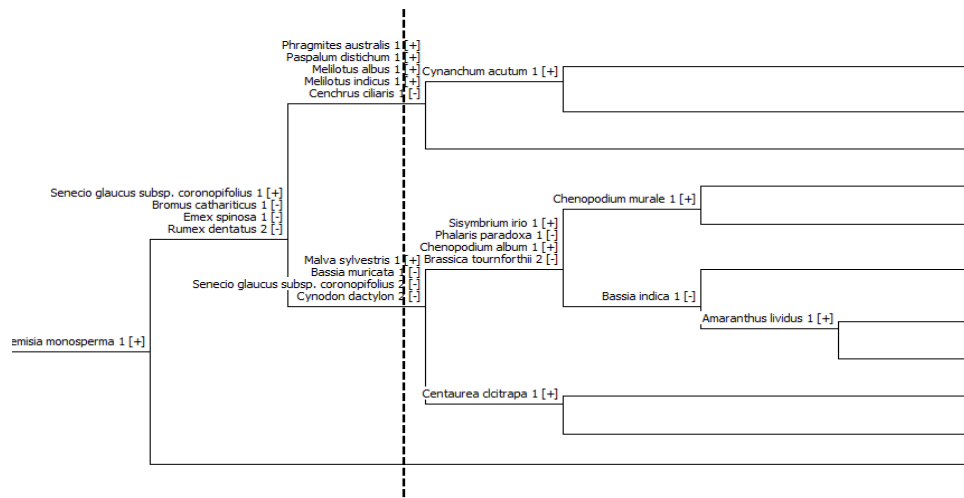 Phragmites australis 1 [+]
Paspalum distichum 1 [+]
Melilotus albus 1 [+]
Melilotus indicus 1 [+]
Cenchrus ciliaris 1 [-]
Cynanchum acutum 1 [+]
Senecio glaucus subsp. coronopifolius 1 [+]
Bromus cathariticus 1 [-]
Emex spinosa 1 [-]
Rumex dentatus 2 [-]
Chenopodium murale 1 [+]
Sisymbrium irio 1 [+]
Phalaris paradoxa 1 [-]
Chenopodium album 1 [+]
Brassica tournforthii 2 [-]
Malva sylvestris 1 [+]
Bassia muricata 1 [-]
Senecio glaucus subsp. coronopifolius 2 [-]
Cynodon dactylon 2 [-]
Bassia indica 1 [-]
Amaranthus lividus 1 [+]
emisia monosperma 1 [+]
Centaurea clcitrapa 1 [+]